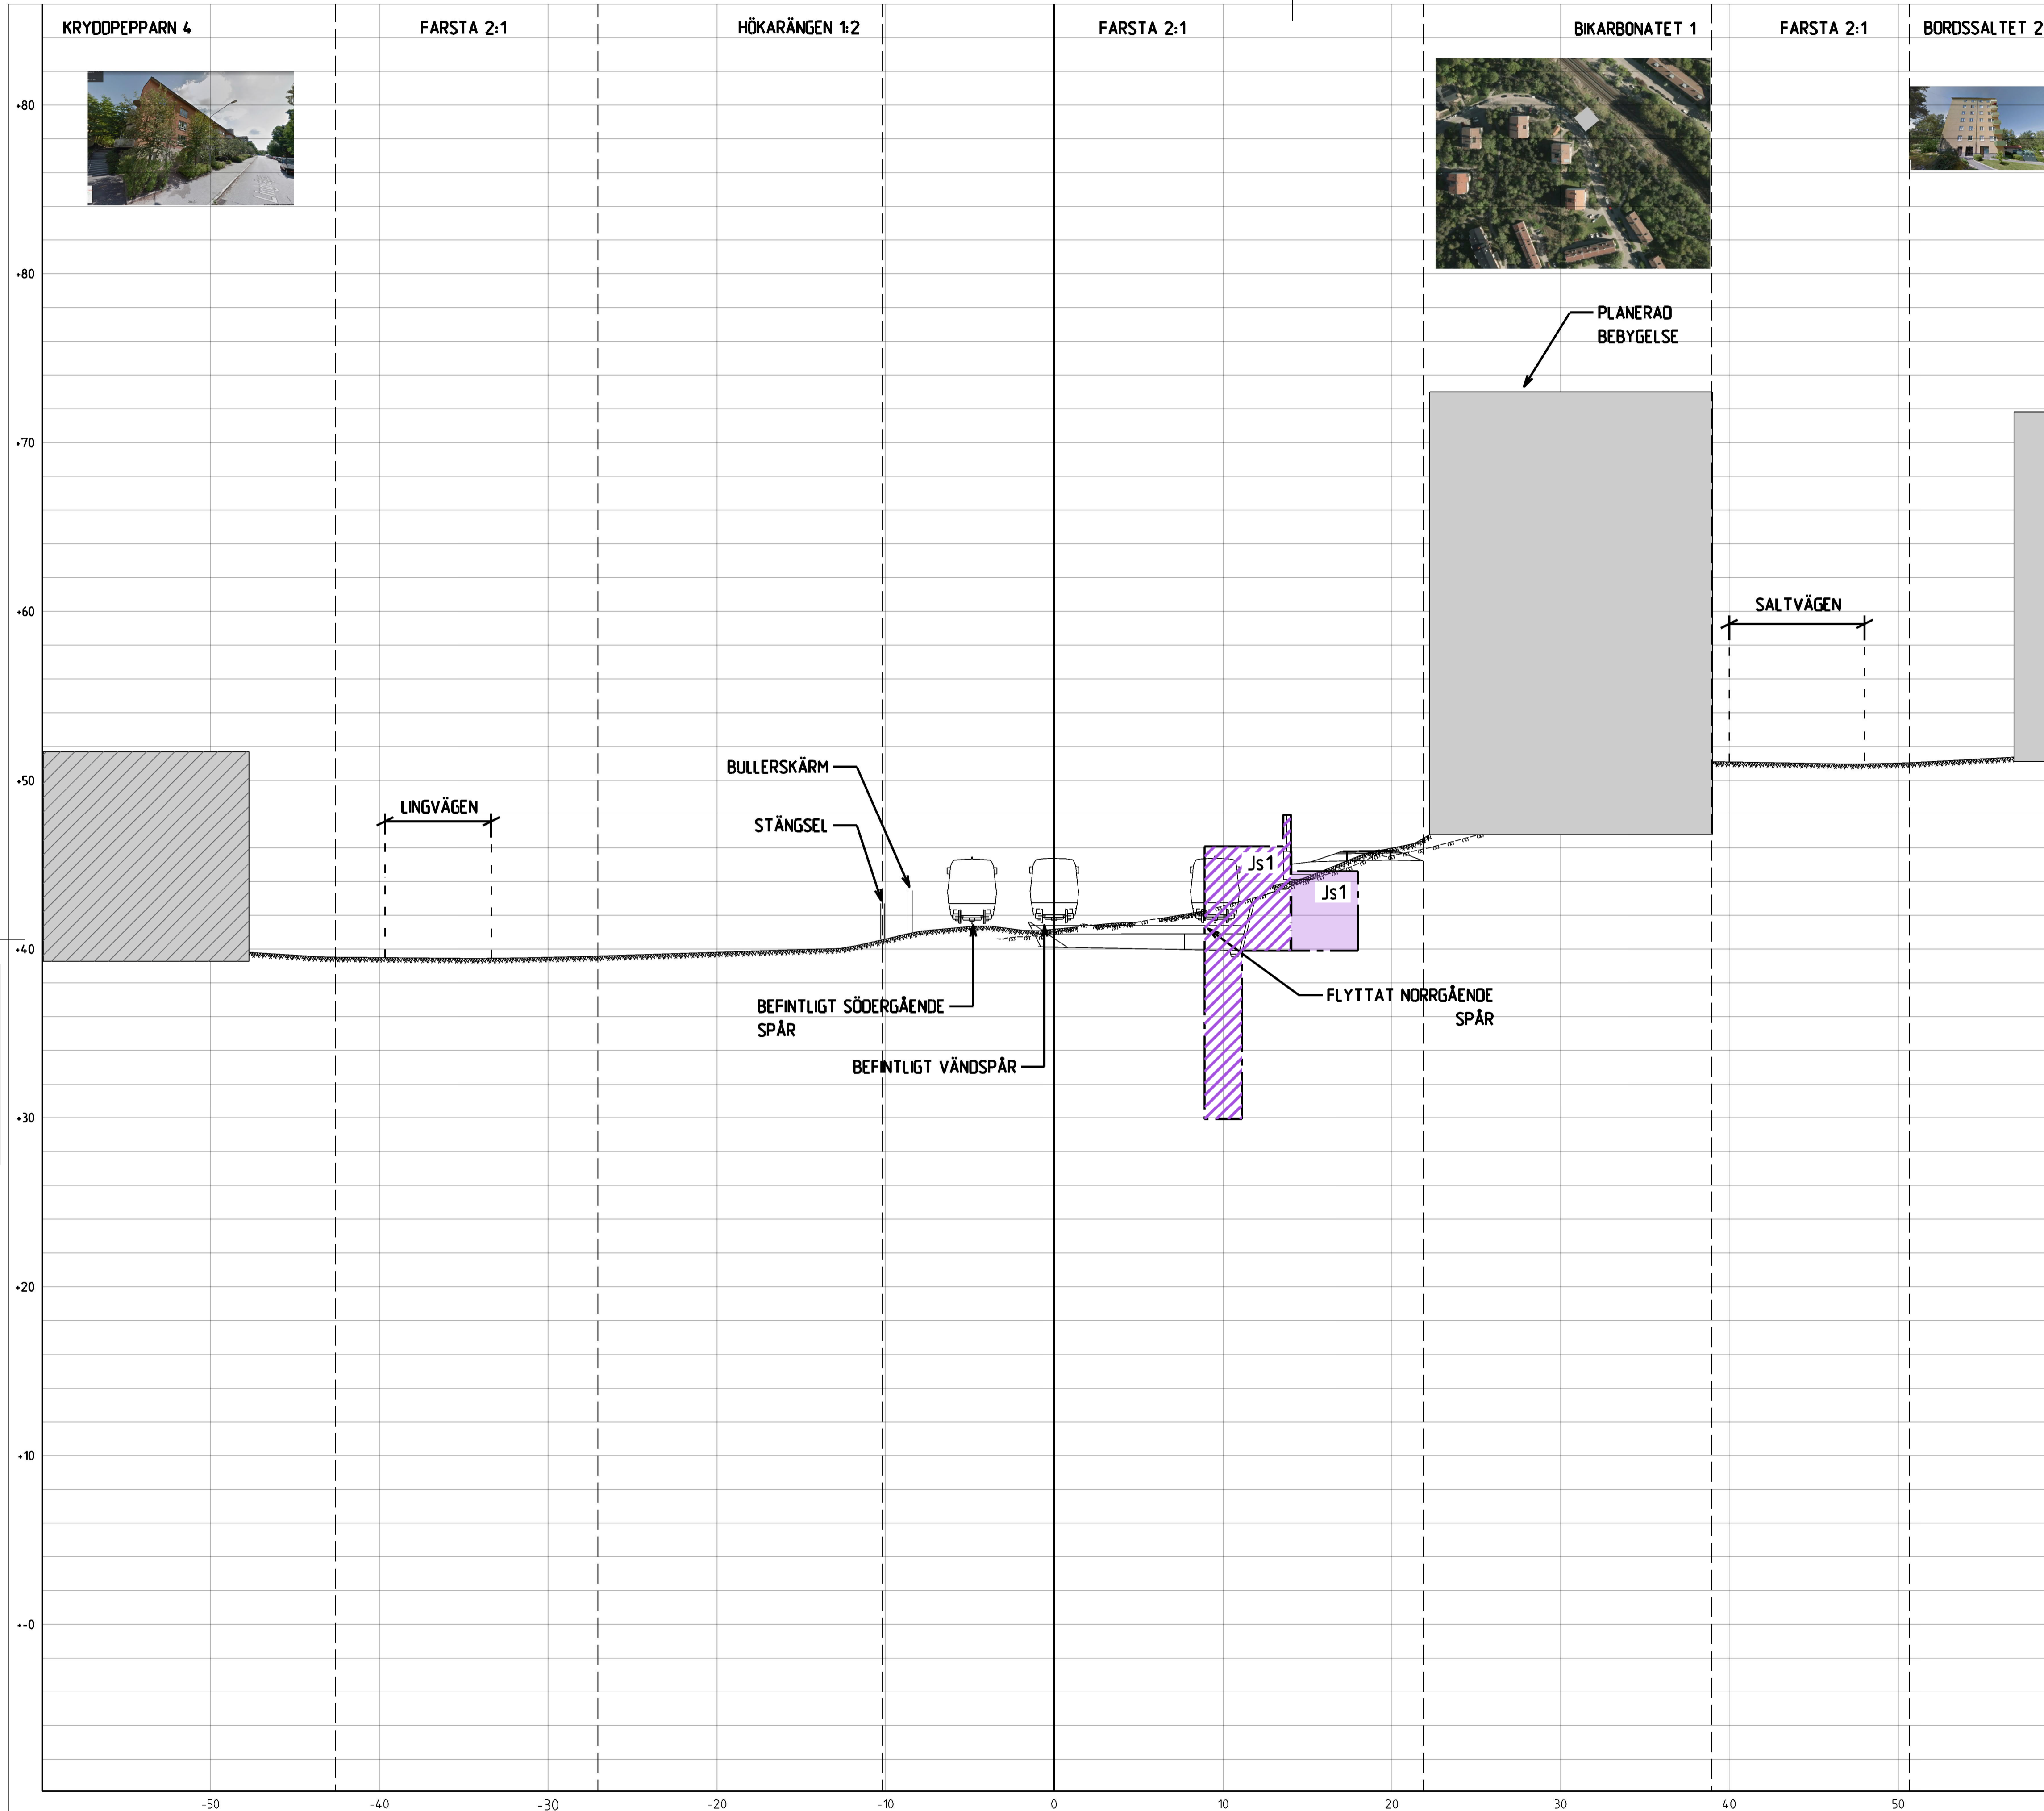 KRYDDPEPPARN 4
FARSTA 2:1
HÖKARÄNGEN 1:2
FARSTA 2:1
BIKARBONATET 1
FARSTA 2:1
BORDSSALTET 2
+80
+80
PLANERAD
BEBYGELSE
+70
+60
SALTVÄGEN
+50
BULLERSKÄRM
LINGVÄGEN
STÄNGSEL
Js1
Js1
+40
FLYTTAT NORRGÅENDE
SPÅR
BEFINTLIGT SÖDERGÅENDE
SPÅR
BEFINTLIGT VÄNDSPÅR
+30
+20
+10
+-0
-50
-40
-30
-20
-10
0
10
20
30
40
50